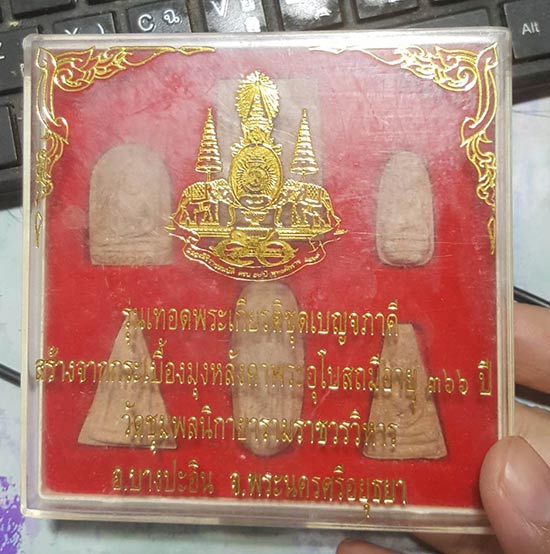 Alt
รุ่นเทอดพระเกียรติชุดเบญจภาคี
สร้างจากกระเบื้องมุงหลังคาพระอุโบสถมีอายุ ๓๖๖ ปี
วัดชุมพลนิกายารามราชวรวิหาร
อ.บางปะอิน จ.พระนครศรีอยุธยา